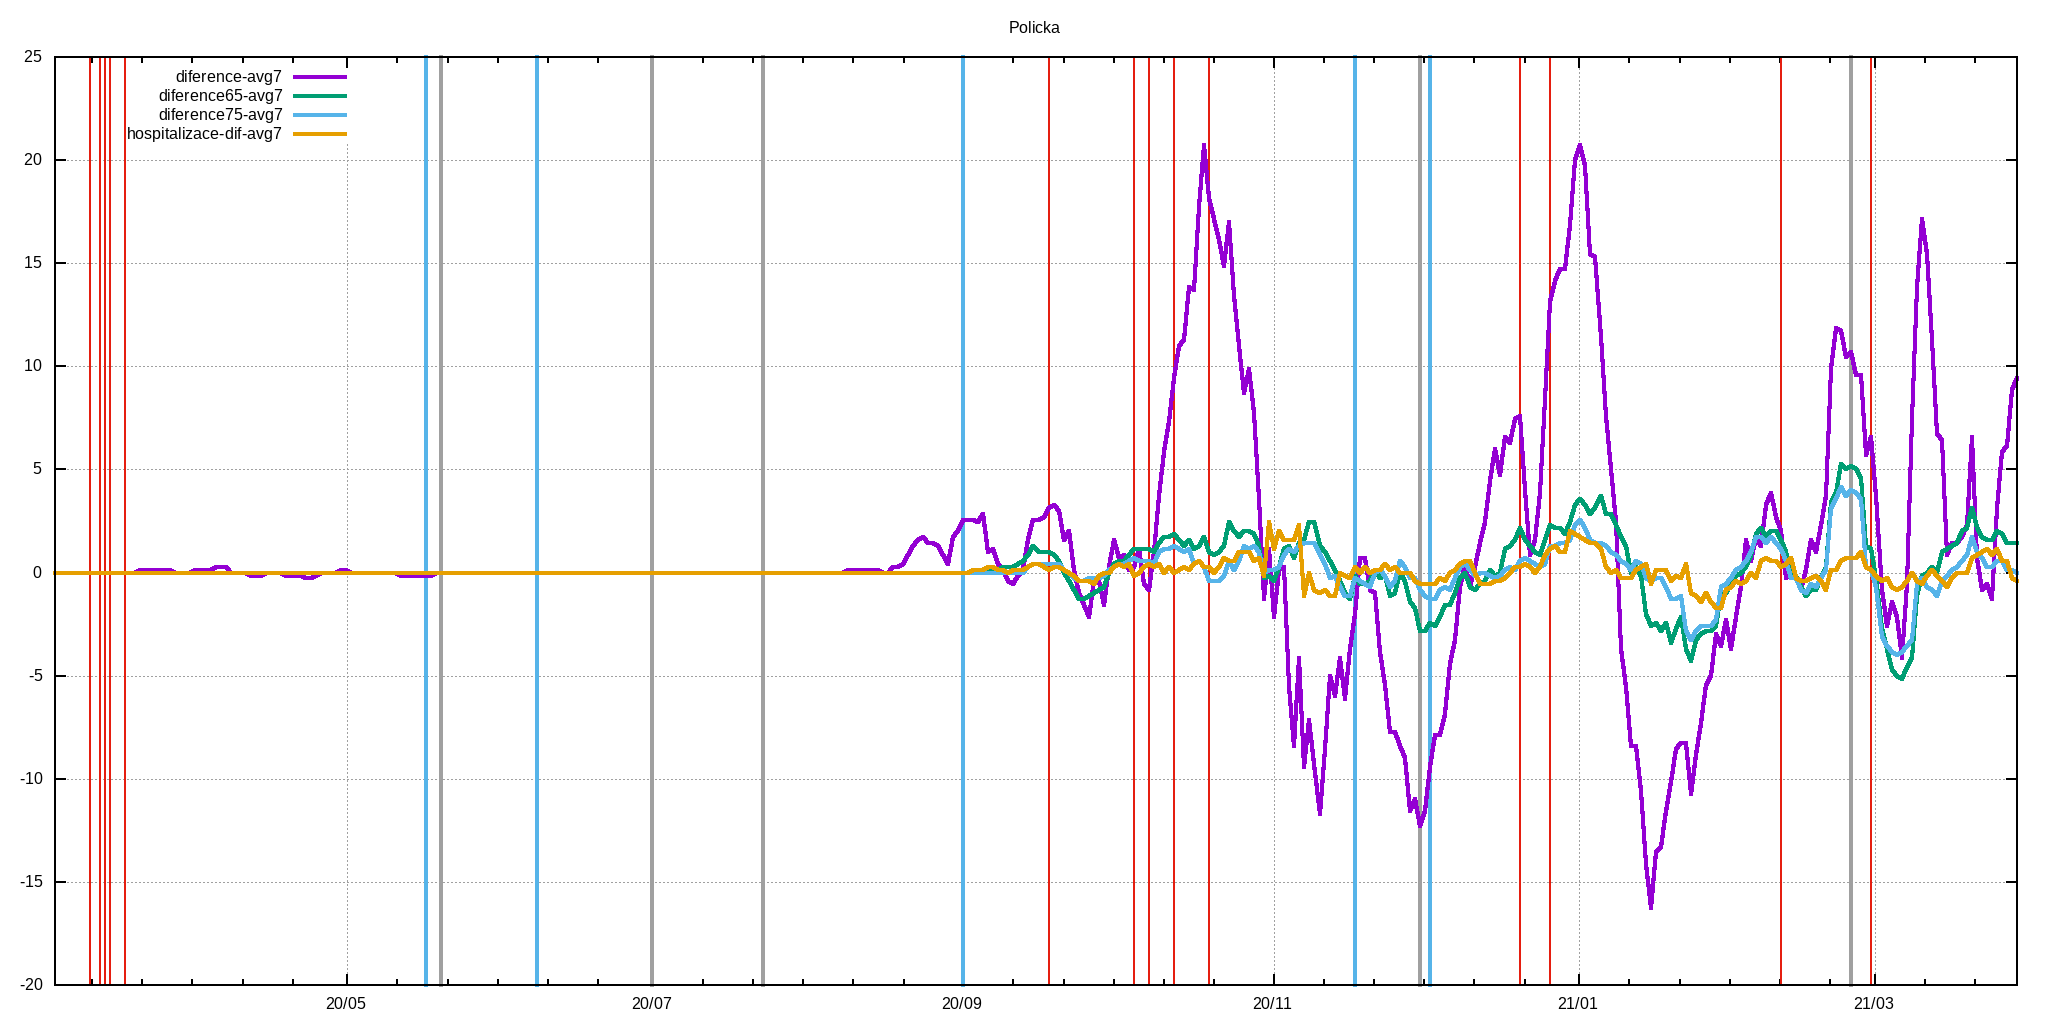 Policka
25
diference-avg7
diference65-avg7
diference75-avg7
hospitalizace-dif-avg7
20
15
10
5
0
-5
-10
-15
-20
20/05 20/07 20/09 20/11 21/01 21/03